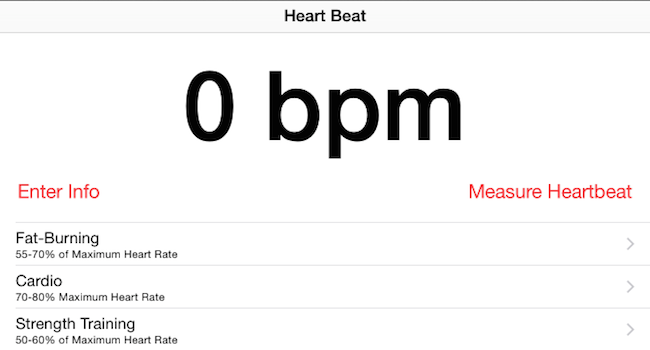 Heart Beat
0 bpm
Enter Info
Measure Heartbeat
Fat-Burning
55-70% of Maximum Heart Rate
Cardio
70-80% Maximum Heart Rate
Strength Training
50-60% of Maximum Heart Rate